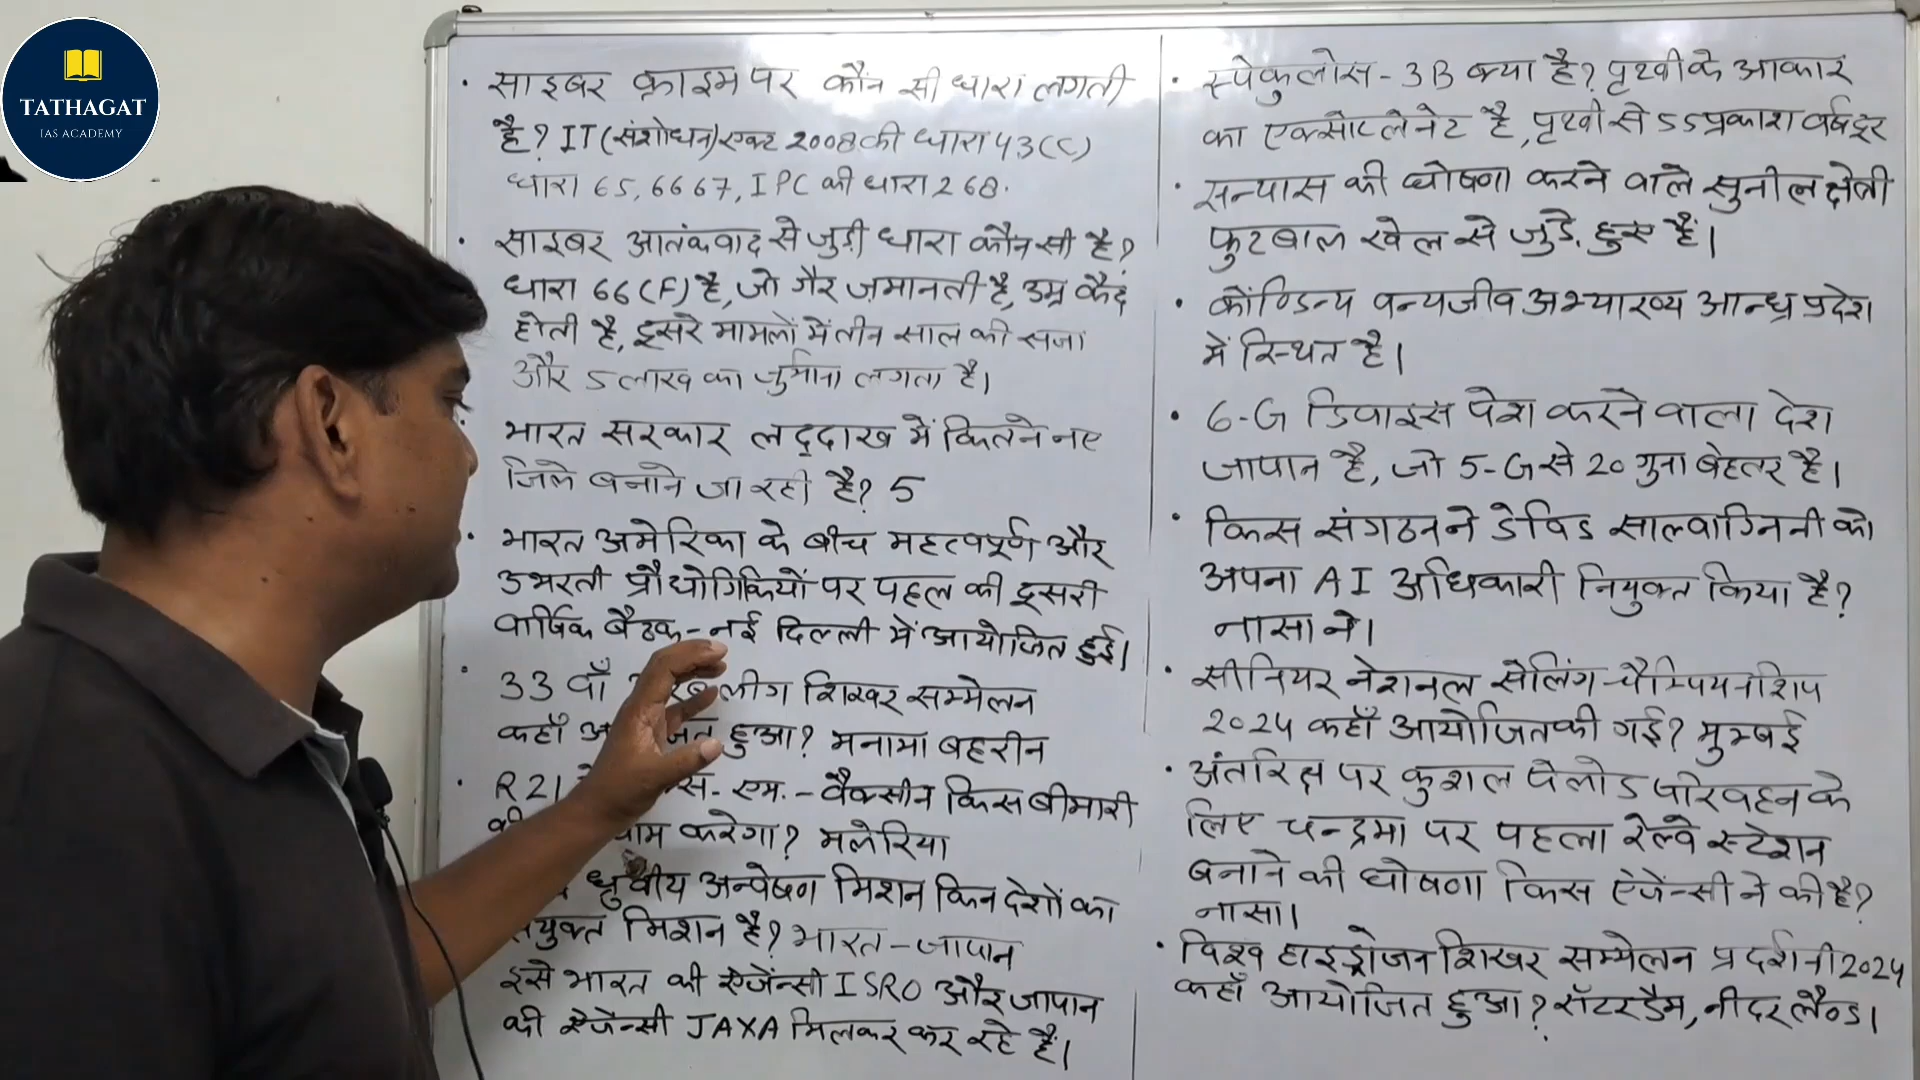 TATHAGAT
IAS ACADEMY
• साइबर क्राइम पर कौन सी धारा लगती
है? IT (संशोधन) एक्ट 2008 की धारा 43(C)
धारा 65, 6667, IPC की धारा 268.
• साइबर आतंकवाद से जुड़ी धारा कौन सी है?
धारा 66(F) है, जो गैर ज़मानती है, उम्र कैद
होती है, दूसरे मामलों में तीन साल की सजा
और 5 लाख का जुर्माना लगता है।
• भारत सरकार लद्दाख में कितने नए
जिले बनाने जा रही है? 5
• भारत अमेरिका के बीच महत्वपूर्ण और
उभरती प्रौद्योगिकियों पर पहल की दूसरी
वार्षिक बैठक - नई दिल्ली में आयोजित हुई।
• 33 वाँ लीग शिखर सम्मेलन
कहाँ हुआ? मनामा बहरीन
• R21 एम. - वैक्सीन किस बीमारी
की करेगा? मलेरिया
ध्रुवीय अन्वेषण मिशन किन देशों का
संयुक्त मिशन है? भारत - जापान
इसे भारत की एजेंन्सी ISRO और जापान
की एजेंन्सी JAXA मिलकर कर रहे हैं।
• स्पेकुलोस - 3B क्या है? पृथ्वी के आकार
का एक्सोप्लेनेट है, पृथ्वी से 55 प्रकाश वर्ष दूर
• सन्यास की घोषणा करने वाले सुनील क्षेत्री
फुटबाल खेल से जुड़े हुए हैं।
• कौण्डिन्य वन्यजीव अभ्यारण्य आन्ध्र प्रदेश
में स्थित है।
• 6-G डिवाइस पेश करने वाला देश
जापान है, जो 5-G से 20 गुना बेहतर है।
• किस संगठन ने डेविड साल्वाग्निनी को
अपना AI अधिकारी नियुक्त किया है?
नासा ने।
• सीनियर नेशनल सेलिंग चैम्पियनशिप
2024 कहाँ आयोजित की गई? मुम्बई
• अंतरिक्ष पर कुशल पेलोड परिवहन के
लिए चन्द्रमा पर पहला रेल्वे स्टेशन
बनाने की घोषणा किस ऐजेंन्सी ने की है?
नासा।
• विश्व हाइड्रोजन शिखर सम्मेलन प्रदर्शनी 2024
कहाँ आयोजित हुआ? रॉटरडैम, नीदरलैण्ड।